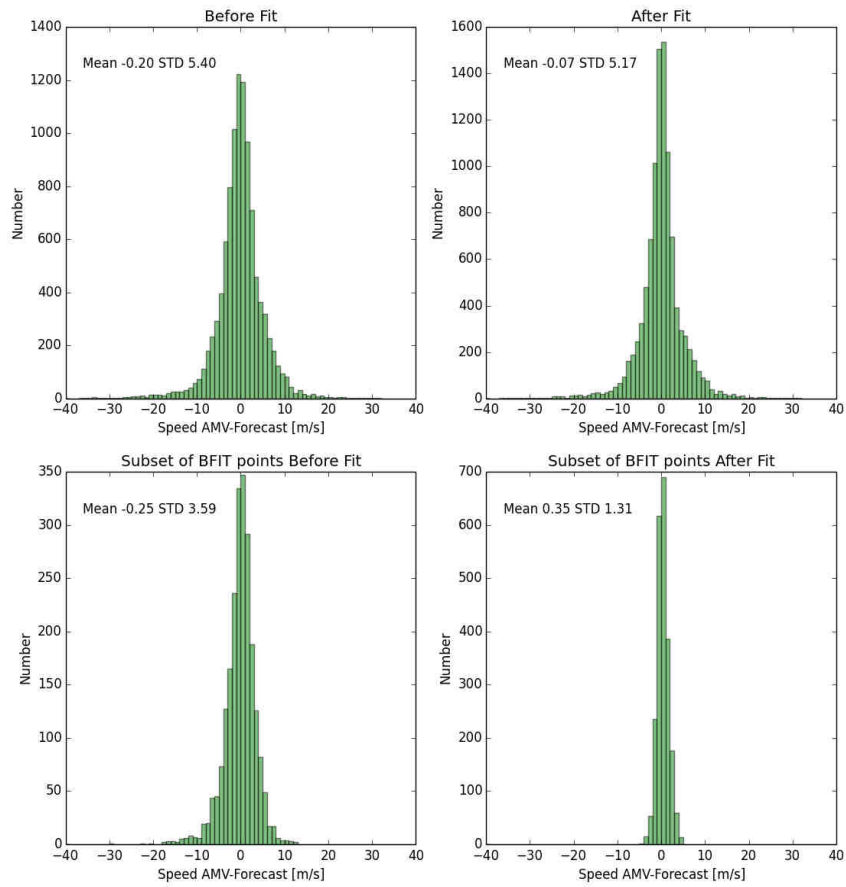 Before Fit
1400
1200
1000
800
600
400
200
0
Number
Mean -0.20 STD 5.40
−40 −30 −20 −10 0 10 20 30 40
Speed AMV-Forecast [m/s]
After Fit
1600
1400
1200
1000
800
600
400
200
0
Number
Mean -0.07 STD 5.17
−40 −30 −20 −10 0 10 20 30 40
Speed AMV-Forecast [m/s]
Subset of BFIT points Before Fit
350
300
250
200
150
100
50
0
Number
Mean -0.25 STD 3.59
−40 −30 −20 −10 0 10 20 30 40
Speed AMV-Forecast [m/s]
Subset of BFIT points After Fit
700
600
500
400
300
200
100
0
Number
Mean 0.35 STD 1.31
−40 −30 −20 −10 0 10 20 30 40
Speed AMV-Forecast [m/s]